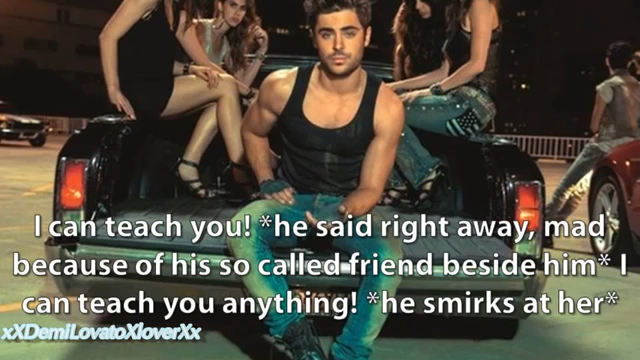 I can teach you! *he said right away, mad
because of his so called friend beside him* I
can teach you anything! *he smirks at her*
xXDemiLovatoXloverXx